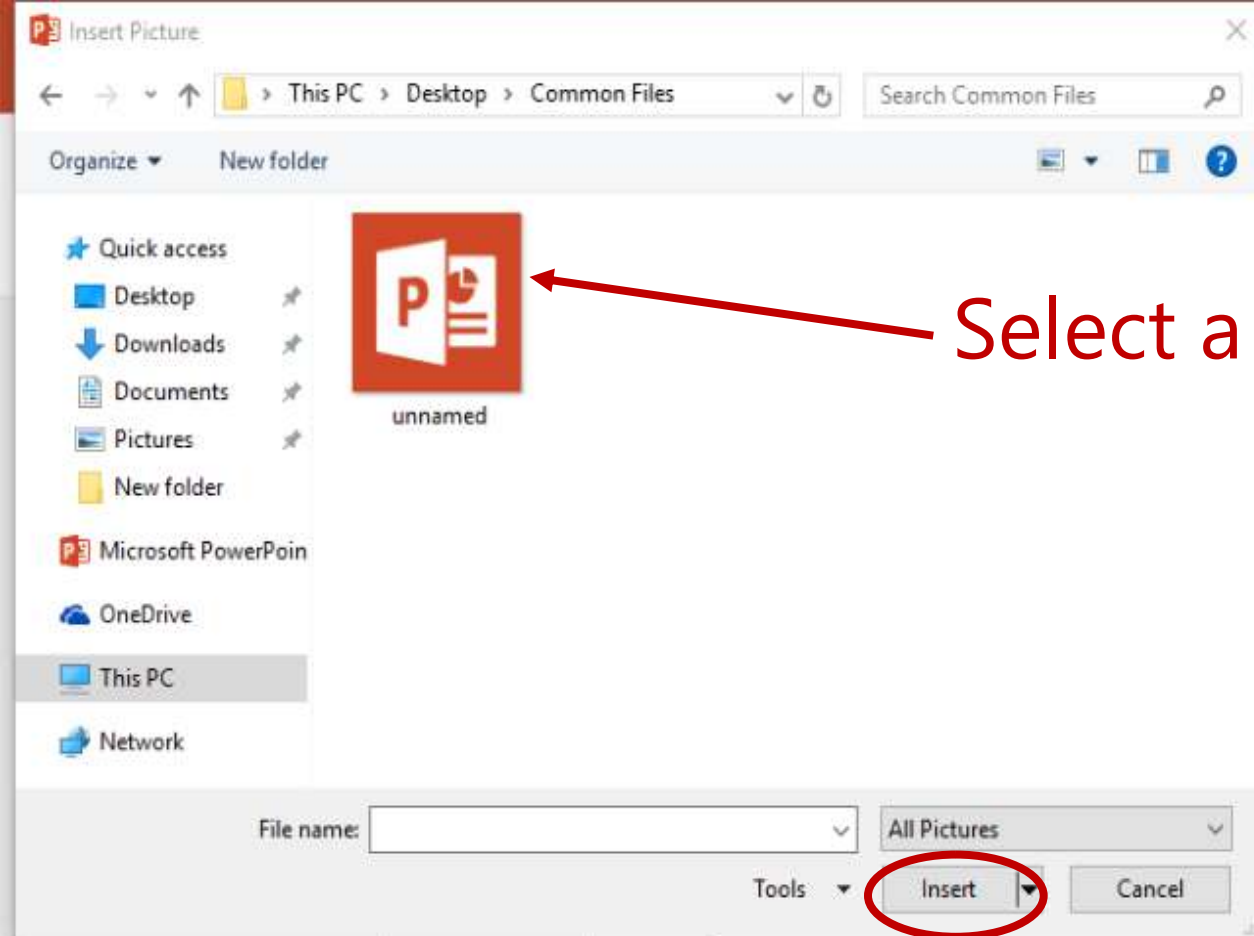 Insert Picture
This PC > Desktop > Common Files
Search Common Files
Organize
New folder
Quick access
Desktop
Downloads
Documents
Pictures
New folder
Microsoft PowerPoin
OneDrive
This PC
Network
P
unnamed
Select a
File name:
All Pictures
Tools
Insert
Cancel